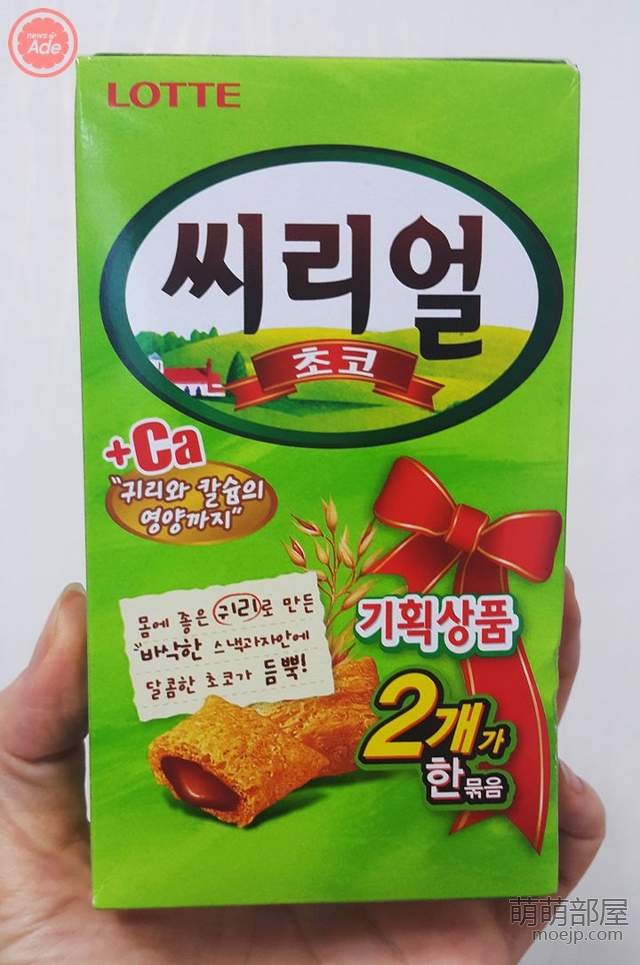 news@
Ade
LOTTE
씨리얼
초코
+Ca
"귀리와 칼슘의
영양까지"
몸에 좋은 귀리로 만든
"바삭한 스낵과자안에
달콤한 초코가 듬뿍!
기획상품
2개가
한묶음
萌萌部屋
moejp.com